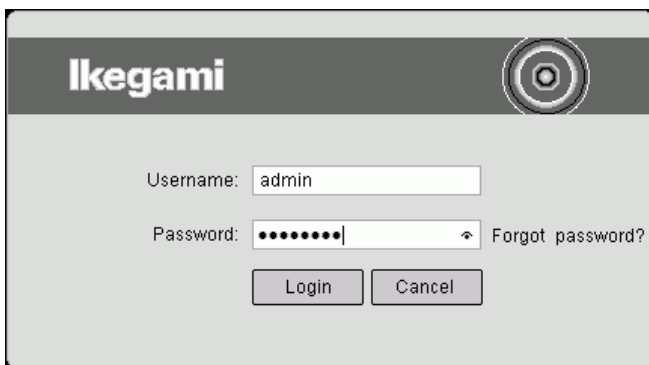 Ikegami
Username: admin
Password: ●●●●●●●● Forgot password?
Login Cancel